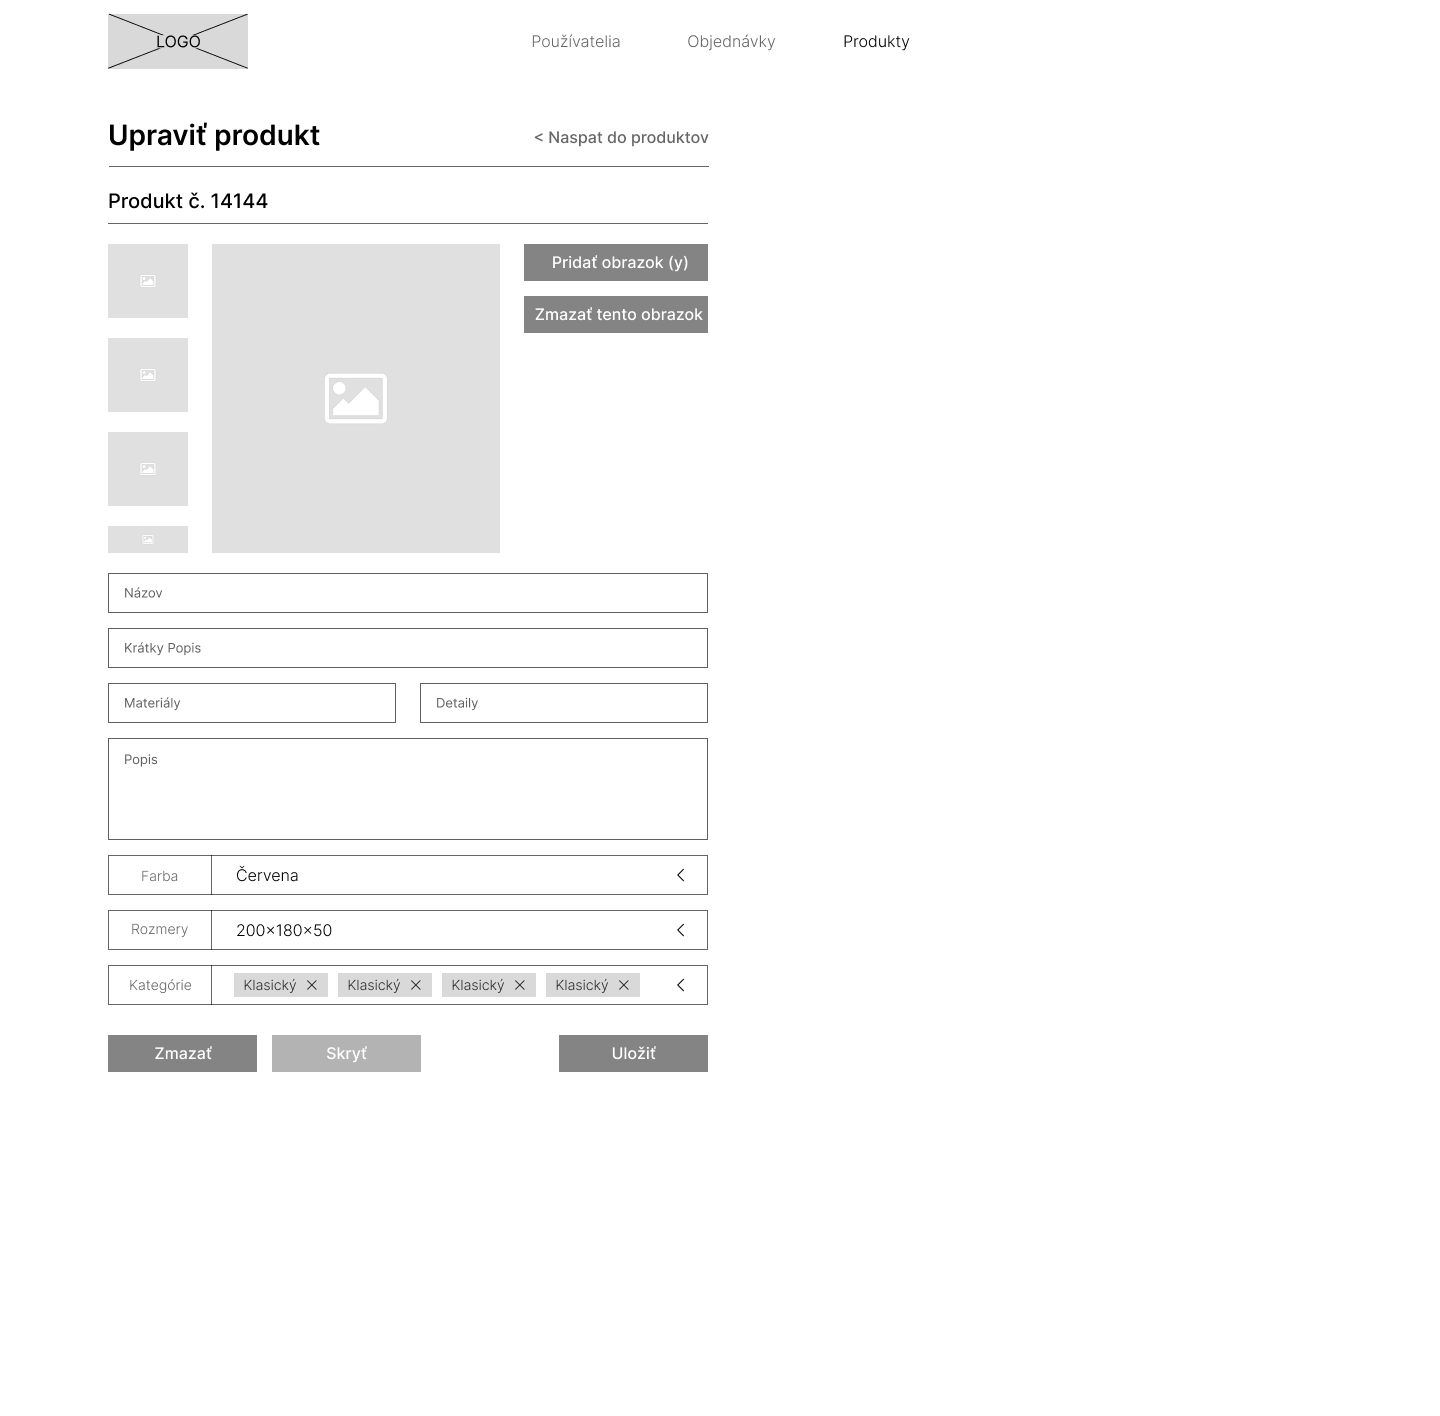 LOGO
Používatelia
Objednávky
Produkty
Upraviť produkt
< Naspat do produktov
Produkt č. 14144
Pridať obrazok (y)
Zmazať tento obrazok
Názov
Krátky Popis
Materiály
Detaily
Popis
Farba
Červena
Rozmery
200×180×50
Kategórie
Klasický
Klasický
Klasický
Klasický
Zmazať
Skryť
Uložiť